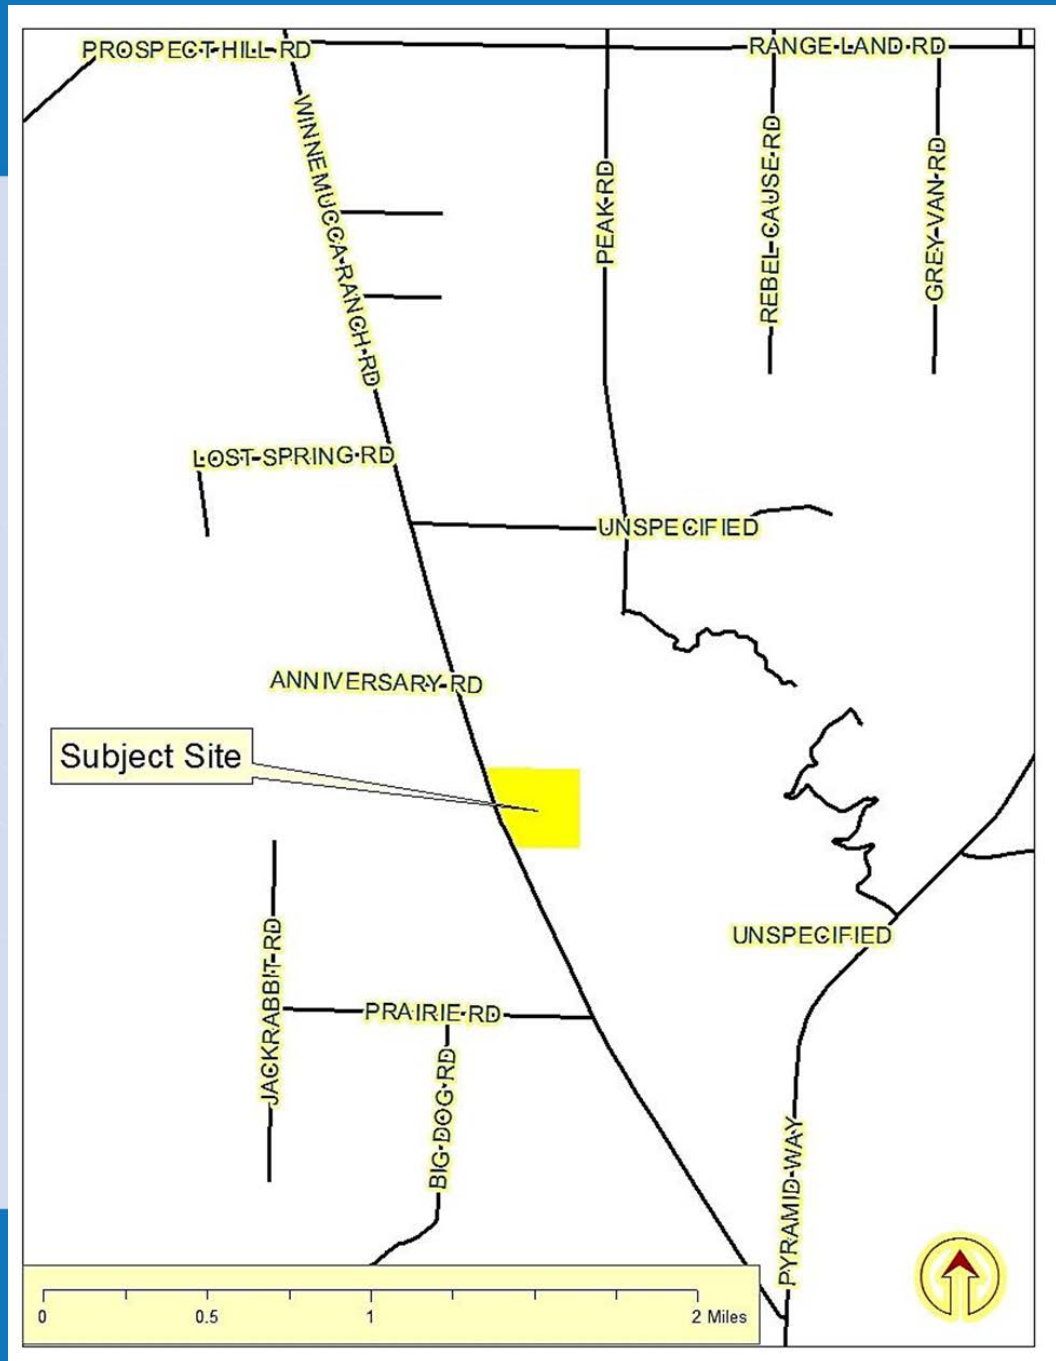 PROSPECT HILL RD
RANGE LAND RD
WINNEMUCCA RANCH RD
PEAK RD
REBEL CAUSE RD
GREY VAN RD
LOST SPRING RD
UNSPECIFIED
ANNIVERSARY RD
Subject Site
JACKRABBIT RD
UNSPECIFIED
PRAIRIE RD
BIG DOG RD
PYRAMID WAY
0 0.5 1 2 Miles